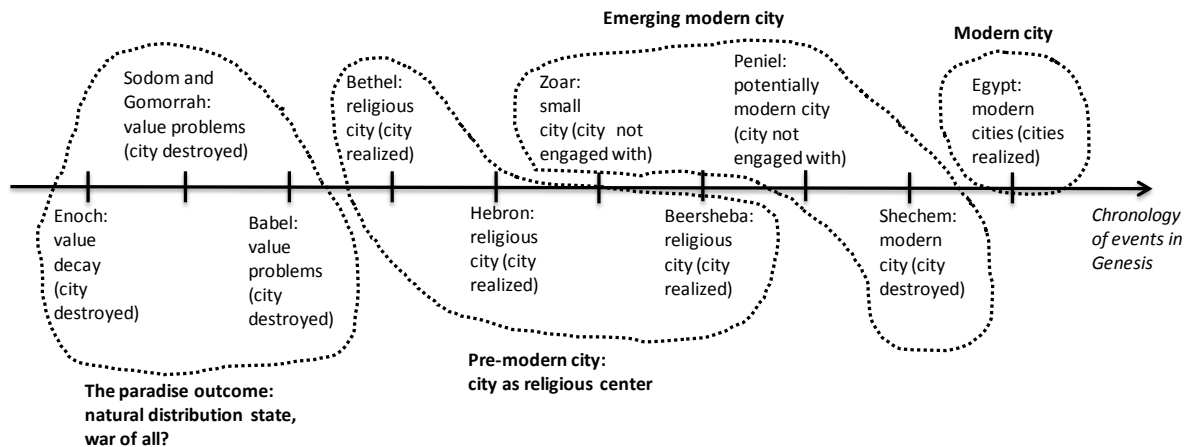 Emerging modern city
Modern city
Sodom and
Gomorrah:
value problems
(city destroyed)
Bethel:
religious
city (city
realized)
Zoar:
small
city (city not
engaged with)
Peniel:
potentially
modern city
(city not
engaged with)
Egypt:
modern
cities (cities
realized)
Enoch:
value
decay
(city
destroyed)
Babel:
value
problems
(city
destroyed)
Hebron:
religious
city (city
realized)
Beersheba:
religious
city (city
realized)
Shechem:
modern
city (city
destroyed)
Chronology
of events in
Genesis
The paradise outcome:
natural distribution state,
war of all?
Pre-modern city:
city as religious center